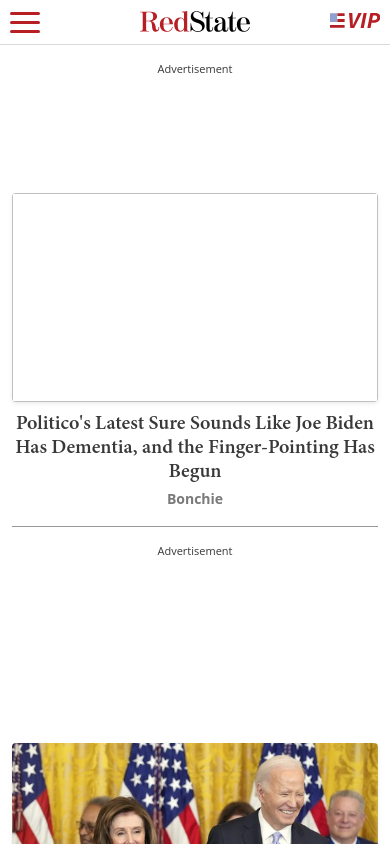 RedState
VIP
Advertisement
Politico's Latest Sure Sounds Like Joe Biden
Has Dementia, and the Finger-Pointing Has
Begun
Bonchie
Advertisement